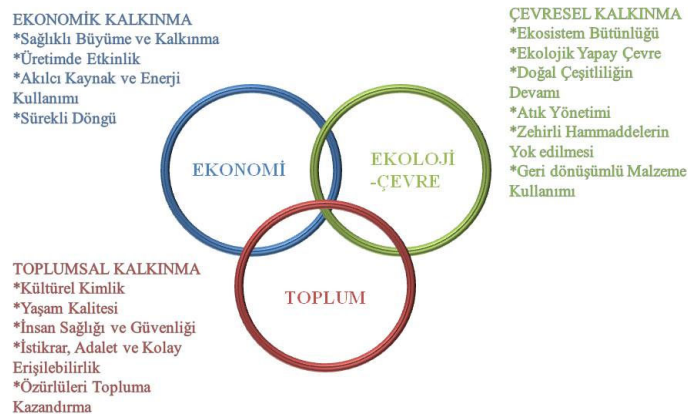 EKONOMİK KALKINMA
*Sağlıklı Büyüme ve Kalkınma
*Üretimde Etkinlik
*Akılcı Kaynak ve Enerji
Kullanımı
*Sürekli Döngü
ÇEVRESEL KALKINMA
*Ekosistem Bütünlüğü
*Ekolojik Yapay Çevre
*Doğal Çeşitliliğin
Devamı
*Atık Yönetimi
*Zehirli Hammaddelerin
Yok edilmesi
*Geri dönüşümlü Malzeme
Kullanımı
EKONOMİ
EKOLOJİ
-ÇEVRE
TOPLUM
TOPLUMSAL KALKINMA
*Kültürel Kimlik
*Yaşam Kalitesi
*İnsan Sağlığı ve Güvenliği
*İstikrar, Adalet ve Kolay
Erişilebilirlik
*Özürlüleri Topluma
Kazandırma